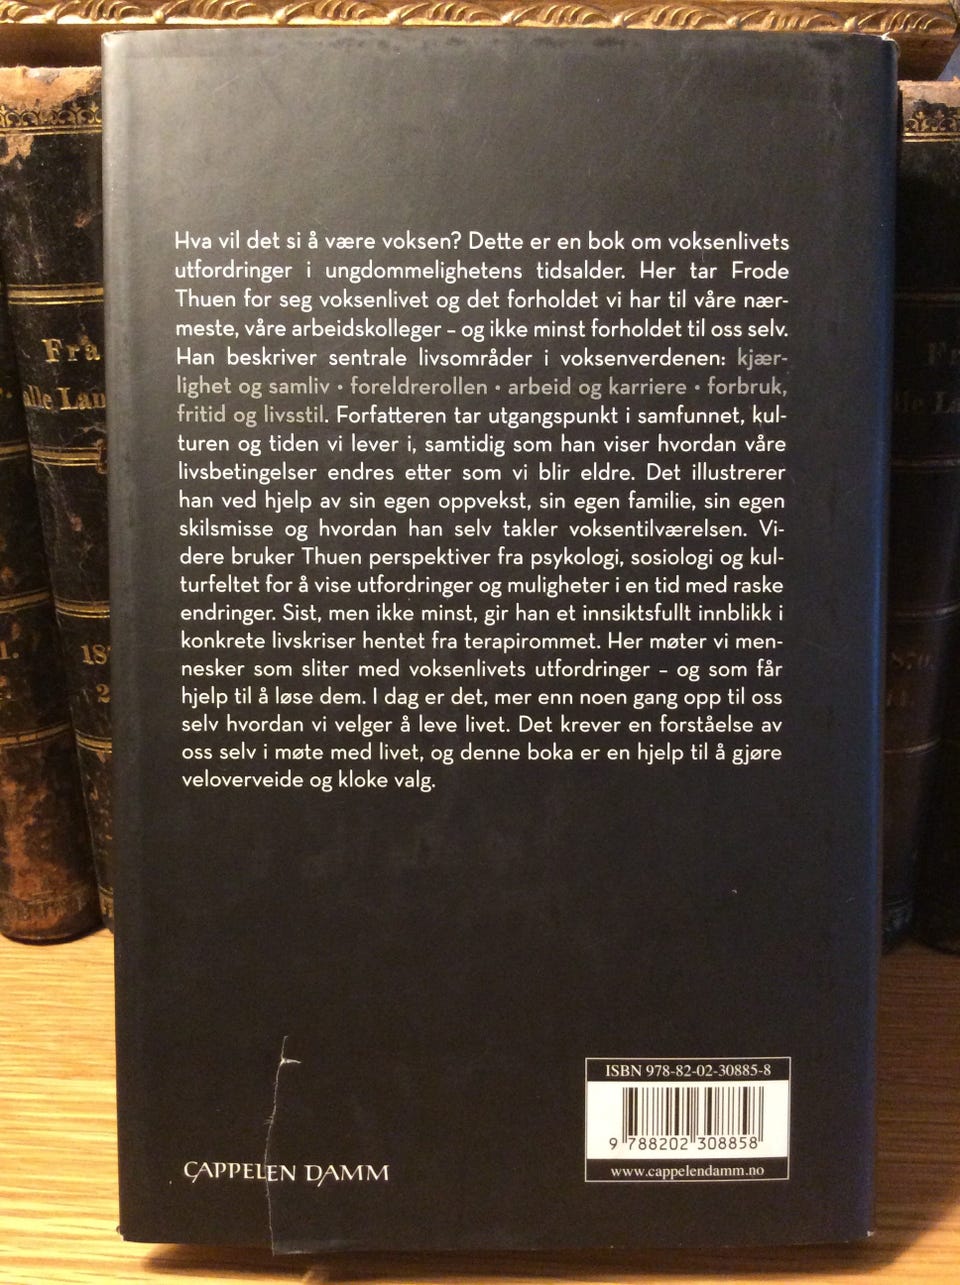 Hva vil det si å være voksen? Dette er en bok om voksenlivets
utfordringer i ungdommelighetens tidsalder. Her tar Frode
Thuen for seg voksenlivet og det forholdet vi har til våre nær-
meste, våre arbeidskolleger – og ikke minst forholdet til oss selv.
Han beskriver sentrale livsområder i voksenverdenen: kjær-
lighet og samliv • foreldrerollen • arbeid og karriere • forbruk,
fritid og livsstil. Forfatteren tar utgangspunkt i samfunnet, kul-
turen og tiden vi lever i, samtidig som han viser hvordan våre
livsbetingelser endres etter som vi blir eldre. Det illustrerer
han ved hjelp av sin egen oppvekst, sin egen familie, sin egen
skilsmisse og hvordan han selv takler voksentilværelsen. Vi-
dere bruker Thuen perspektiver fra psykologi, sosiologi og kul-
turfeltet for å vise utfordringer og muligheter i en tid med raske
endringer. Sist, men ikke minst, gir han et innsiktsfullt innblikk i
konkrete livskriser hentet fra terapirommet. Her møter vi men-
nesker som sliter med voksenlivets utfordringer – og som får
hjelp til å løse dem. I dag er det, mer enn noen gang opp til oss
selv hvordan vi velger å leve livet. Det krever en forståelse av
oss selv i møte med livet, og denne boka er en hjelp til å gjøre
veloverveide og kloke valg.
CAPPELEN DAMM
ISBN 978-82-02-30885-8
9 788202 308858
www.cappelendamm.no
Fra
alle Lan